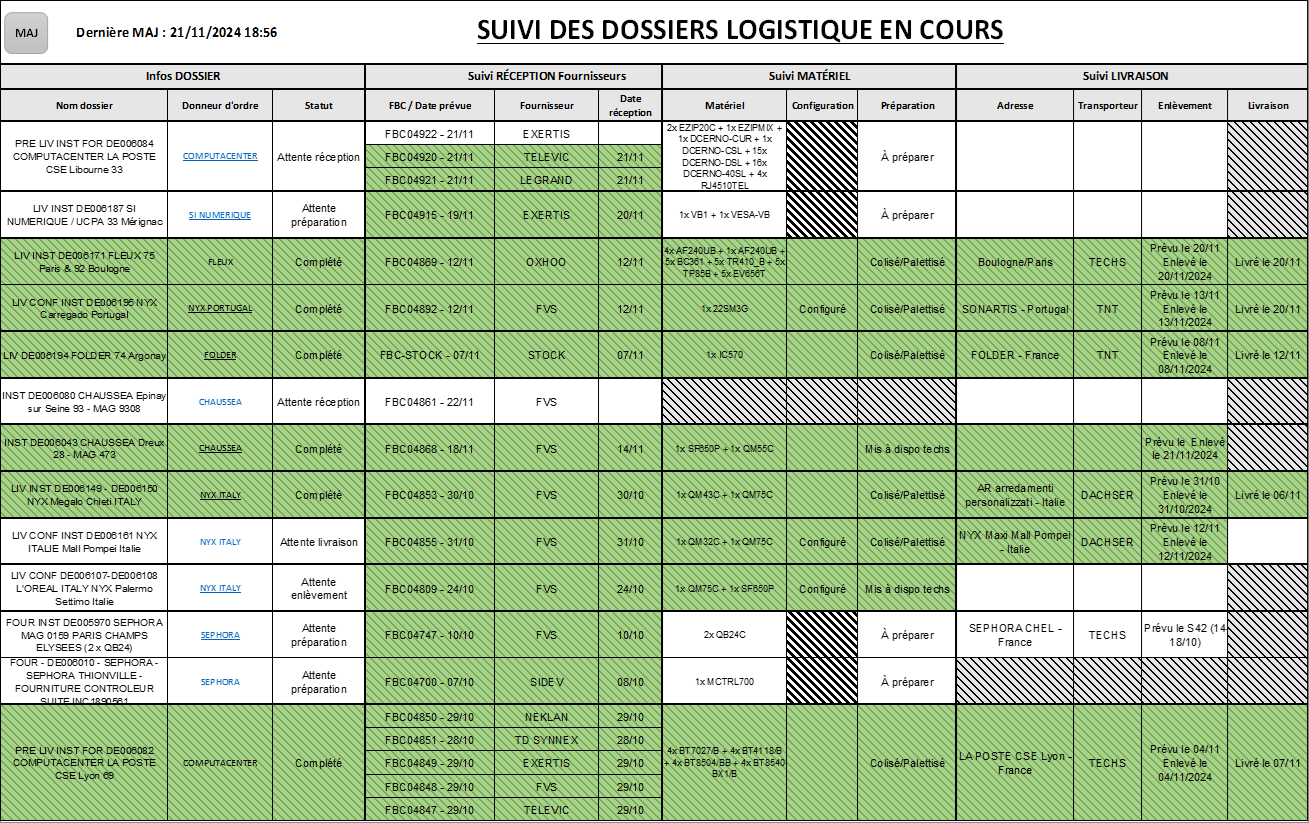 MAJ
Dernière MAJ : 21/11/2024 18:56
SUIVI DES DOSSIERS LOGISTIQUE EN COURS
Infos DOSSIER
Suivi RÉCEPTION Fournisseurs
Suivi MATÉRIEL
Suivi LIVRAISON
Nom dossier
Donneur d'ordre
Statut
FBC / Date prévue
Fournisseur
Date
réception
Matériel
Configuration
Préparation
Adresse
Transporteur
Enlèvement
Livraison
PRE LIV INST FOR DE006084
COMPUTACENTER LA POSTE
CSE Libourne 33
COMPUTACENTER
Attente réception
FBC04922 - 21/11
EXERTIS
FBC04920 - 21/11
TELEVIC
21/11
FBC04921 - 21/11
LEGRAND
21/11
2x EZIP20C + 1x EZIPMIX +
1x DCERNO-CUR + 1x
DCERNO-CSL + 15x
DCERNO-DSL + 16x
DCERNO-40SL + 4x
RJ4510TEL
À préparer
LIV INST DE006187 SI
NUMERIQUE / UCPA 33 Mérignac
SI NUMERIQUE
Attente
préparation
FBC04915 - 19/11
EXERTIS
20/11
1x VB1 + 1x VESA-VB
À préparer
LIV INST DE006171 FLEUX 75
Paris & 92 Boulogne
FLEUX
Complété
FBC04869 - 12/11
OXHOO
12/11
4x AF240UB + 1x AF240UB +
5x BC361 + 5x TR410_B + 5x
TP85B + 5x EV656T
Colisé/Palettisé
Boulogne/Paris
TECHS
Prévu le 20/11
Enlevé le
20/11/2024
Livré le 20/11
LIV CONF INST DE006195 NYX
Carregado Portugal
NYX PORTUGAL
Complété
FBC04892 - 12/11
FVS
12/11
1x 22SM3G
Configuré
Colisé/Palettisé
SONARTIS - Portugal
TNT
Prévu le 13/11
Enlevé le
13/11/2024
Livré le 20/11
LIV DE006194 FOLDER 74 Argonay
FOLDER
Complété
FBC-STOCK - 07/11
STOCK
07/11
1x IC570
Colisé/Palettisé
FOLDER - France
TNT
Prévu le 08/11
Enlevé le
08/11/2024
Livré le 12/11
INST DE006080 CHAUSSEA Epinay
sur Seine 93 - MAG 9308
CHAUSSEA
Attente réception
FBC04861 - 22/11
FVS
INST DE006043 CHAUSSEA Dreux
28 - MAG 473
CHAUSSEA
Complété
FBC04868 - 18/11
FVS
14/11
1x SF650P + 1x QM55C
Mis à dispo techs
Prévu le Enlevé
le 21/11/2024
LIV INST DE006149 - DE006150
NYX Megalo Chieti ITALY
NYX ITALY
Complété
FBC04853 - 30/10
FVS
30/10
1x QM43C + 1x QM75C
Colisé/Palettisé
AR arredamenti
personalizzati - Italie
DACHSER
Prévu le 31/10
Enlevé le
31/10/2024
Livré le 06/11
LIV CONF INST DE006161 NYX
ITALIE Mall Pompei Italie
NYX ITALY
Attente livraison
FBC04855 - 31/10
FVS
31/10
1x QM32C + 1x QM75C
Configuré
Colisé/Palettisé
NYX Maxi Mall Pompei
- Italie
DACHSER
Prévu le 12/11
Enlevé le
12/11/2024
LIV CONF DE006107-DE006108
L'OREAL ITALY NYX Palermo
Settimo Italie
NYX ITALY
Attente
enlèvement
FBC04809 - 24/10
FVS
24/10
1x QM75C + 1x SF650P
Configuré
Mis à dispo techs
FOUR INST DE005970 SEPHORA
MAG 0159 PARIS CHAMPS
ELYSEES (2 x QB24)
SEPHORA
Attente
préparation
FBC04747 - 10/10
FVS
10/10
2x QB24C
À préparer
SEPHORA CHEL -
France
TECHS
Prévu le S42 (14
18/10)
FOUR - DE006010 - SEPHORA -
SEPHORA THIONVILLE -
FOURNITURE CONTROLEUR
SUITE INC1890561
SEPHORA
Attente
préparation
FBC04700 - 07/10
SIDEV
08/10
1x MCTRL700
À préparer
PRE LIV INST FOR DE006082
COMPUTACENTER LA POSTE
CSE Lyon 69
COMPUTACENTER
Complété
FBC04850 - 29/10
NEKLAN
29/10
FBC04851 - 28/10
TD SYNNEX
28/10
FBC04849 - 29/10
EXERTIS
29/10
FBC04848 - 29/10
FVS
29/10
FBC04847 - 29/10
TELEVIC
29/10
4x BT7027/B + 4x BT4118/B
+ 4x BT8504/BB + 4x BT8540-
BX1/B
Colisé/Palettisé
LA POSTE CSE Lyon -
France
TECHS
Prévu le 04/11
Enlevé le
04/11/2024
Livré le 07/11